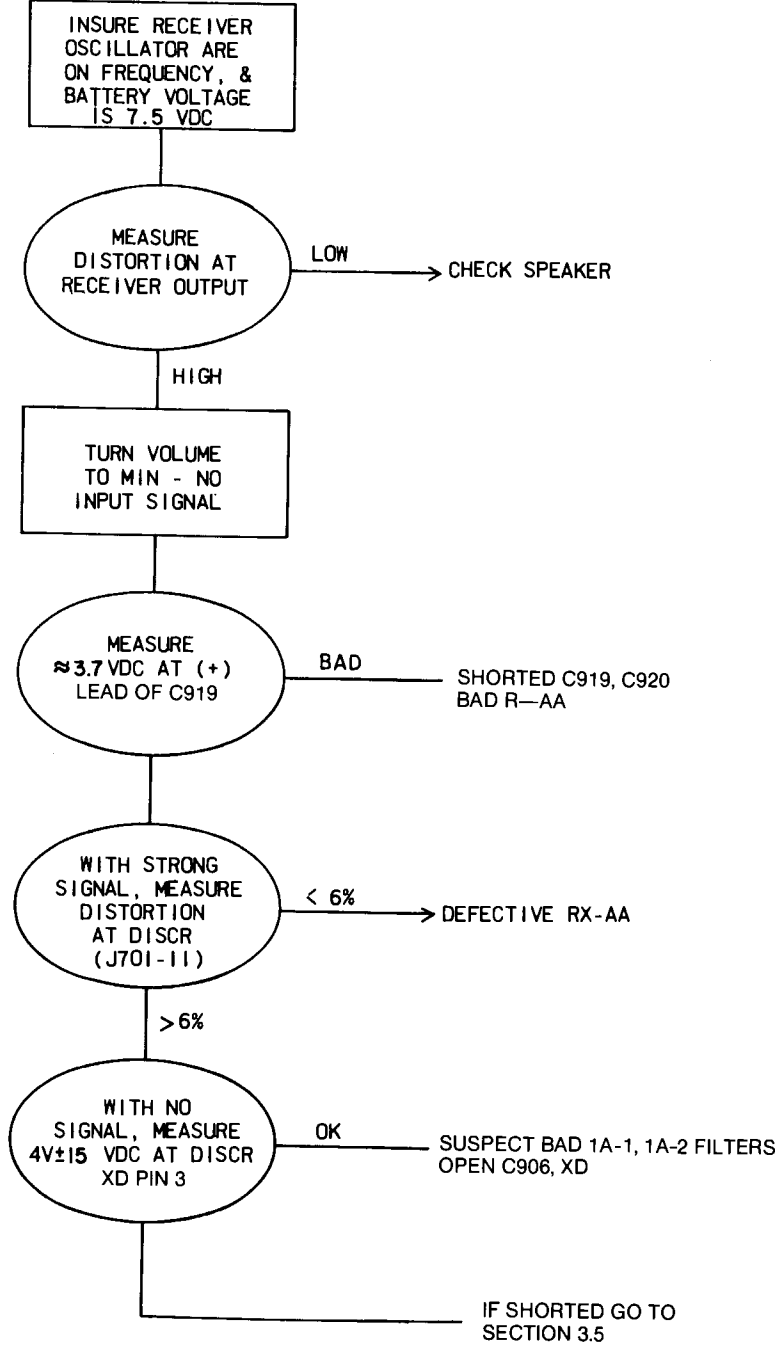 INSURE RECEIVER
OSCILLATOR ARE
ON FREQUENCY, &
BATTERY VOLTAGE
IS 7.5 VDC
MEASURE
DISTORTION AT
RECEIVER OUTPUT
LOW
CHECK SPEAKER
HIGH
TURN VOLUME
TO MIN - NO
INPUT SIGNAL
MEASURE
≈3.7 VDC AT (+)
LEAD OF C919
BAD
SHORTED C919, C920
BAD R—AA
WITH STRONG
SIGNAL, MEASURE
DISTORTION
AT DISCR
(J701-11)
< 6%
DEFECTIVE RX-AA
>6%
WITH NO
SIGNAL, MEASURE
4V±15 VDC AT DISCR
XD PIN 3
OK
SUSPECT BAD 1A-1, 1A-2 FILTERS
OPEN C906, XD
IF SHORTED GO TO
SECTION 3.5